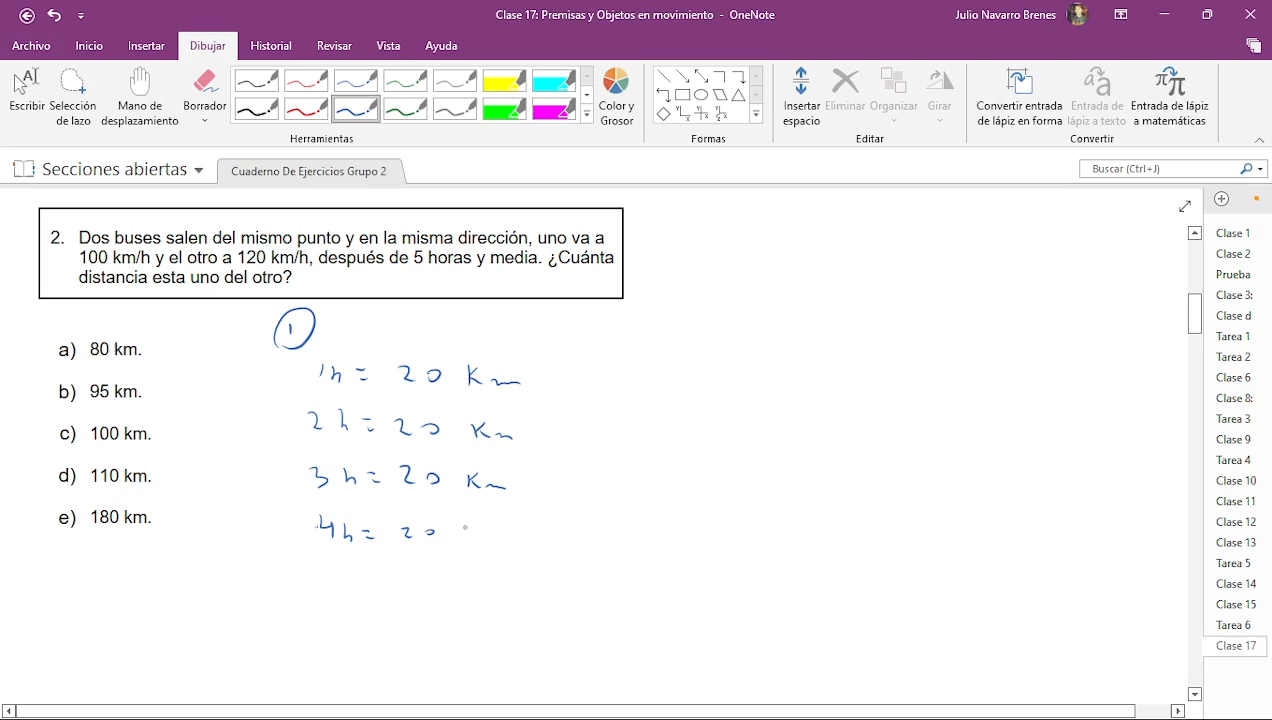 Clase 17: Premisas y Objetos en movimiento - OneNote
Julio Navarro Brenes
Archivo Inicio Insertar Dibujar Historial Revisar Vista Ayuda
Escribir Selección de lazo Mano de desplazamiento Borrador
Color y Grosor
Insertar espacio Eliminar Organizar Girar
Convertir entrada de lápiz en forma Entrada de lápiz a texto Entrada de lápiz a matemáticas
Herramientas Formas Editar Convertir
Secciones abiertas Cuaderno De Ejercicios Grupo 2
Buscar (Ctrl+J)
2. Dos buses salen del mismo punto y en la misma dirección, uno va a
100 km/h y el otro a 120 km/h, después de 5 horas y media. ¿Cuánta
distancia esta uno del otro?
a) 80 km.
b) 95 km.
c) 100 km.
d) 110 km.
e) 180 km.
1
1h = 20 Km
2h = 20 Km
3h = 20 Km
4h = 20
Clase 1
Clase 2
Prueba
Clase 3:
Clase d
Tarea 1
Tarea 2
Clase 6
Clase 8:
Tarea 3
Clase 9
Tarea 4
Clase 10
Clase 11
Clase 12
Clase 13
Tarea 5
Clase 14
Clase 15
Tarea 6
Clase 17